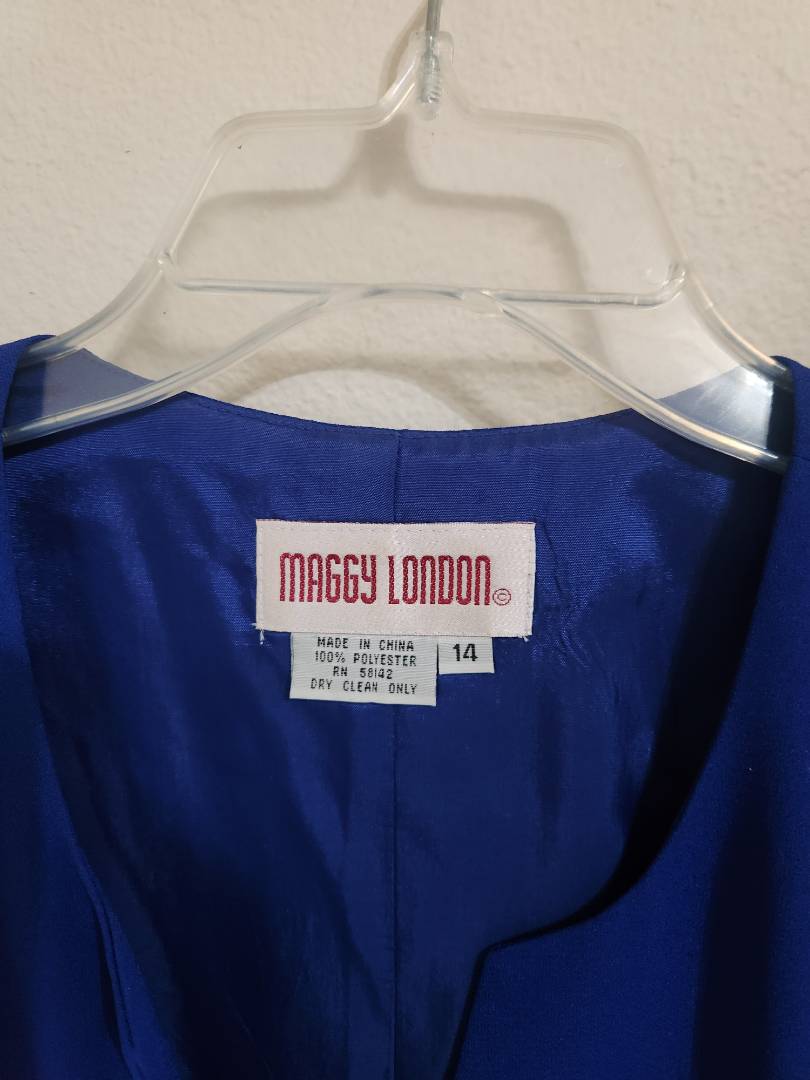 MAGGY LONDON©
MADE IN CHINA
100% POLYESTER
RN 58142
DRY CLEAN ONLY
14